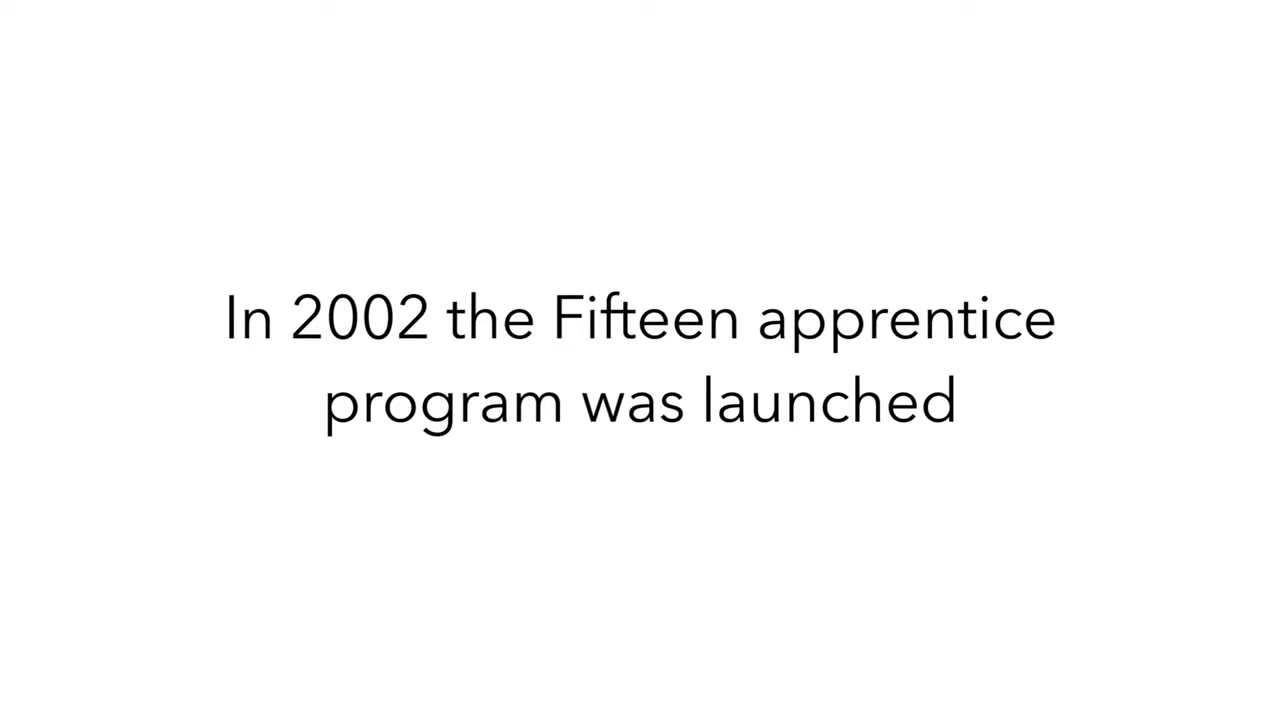 In 2002 the Fifteen apprentice
program was launched